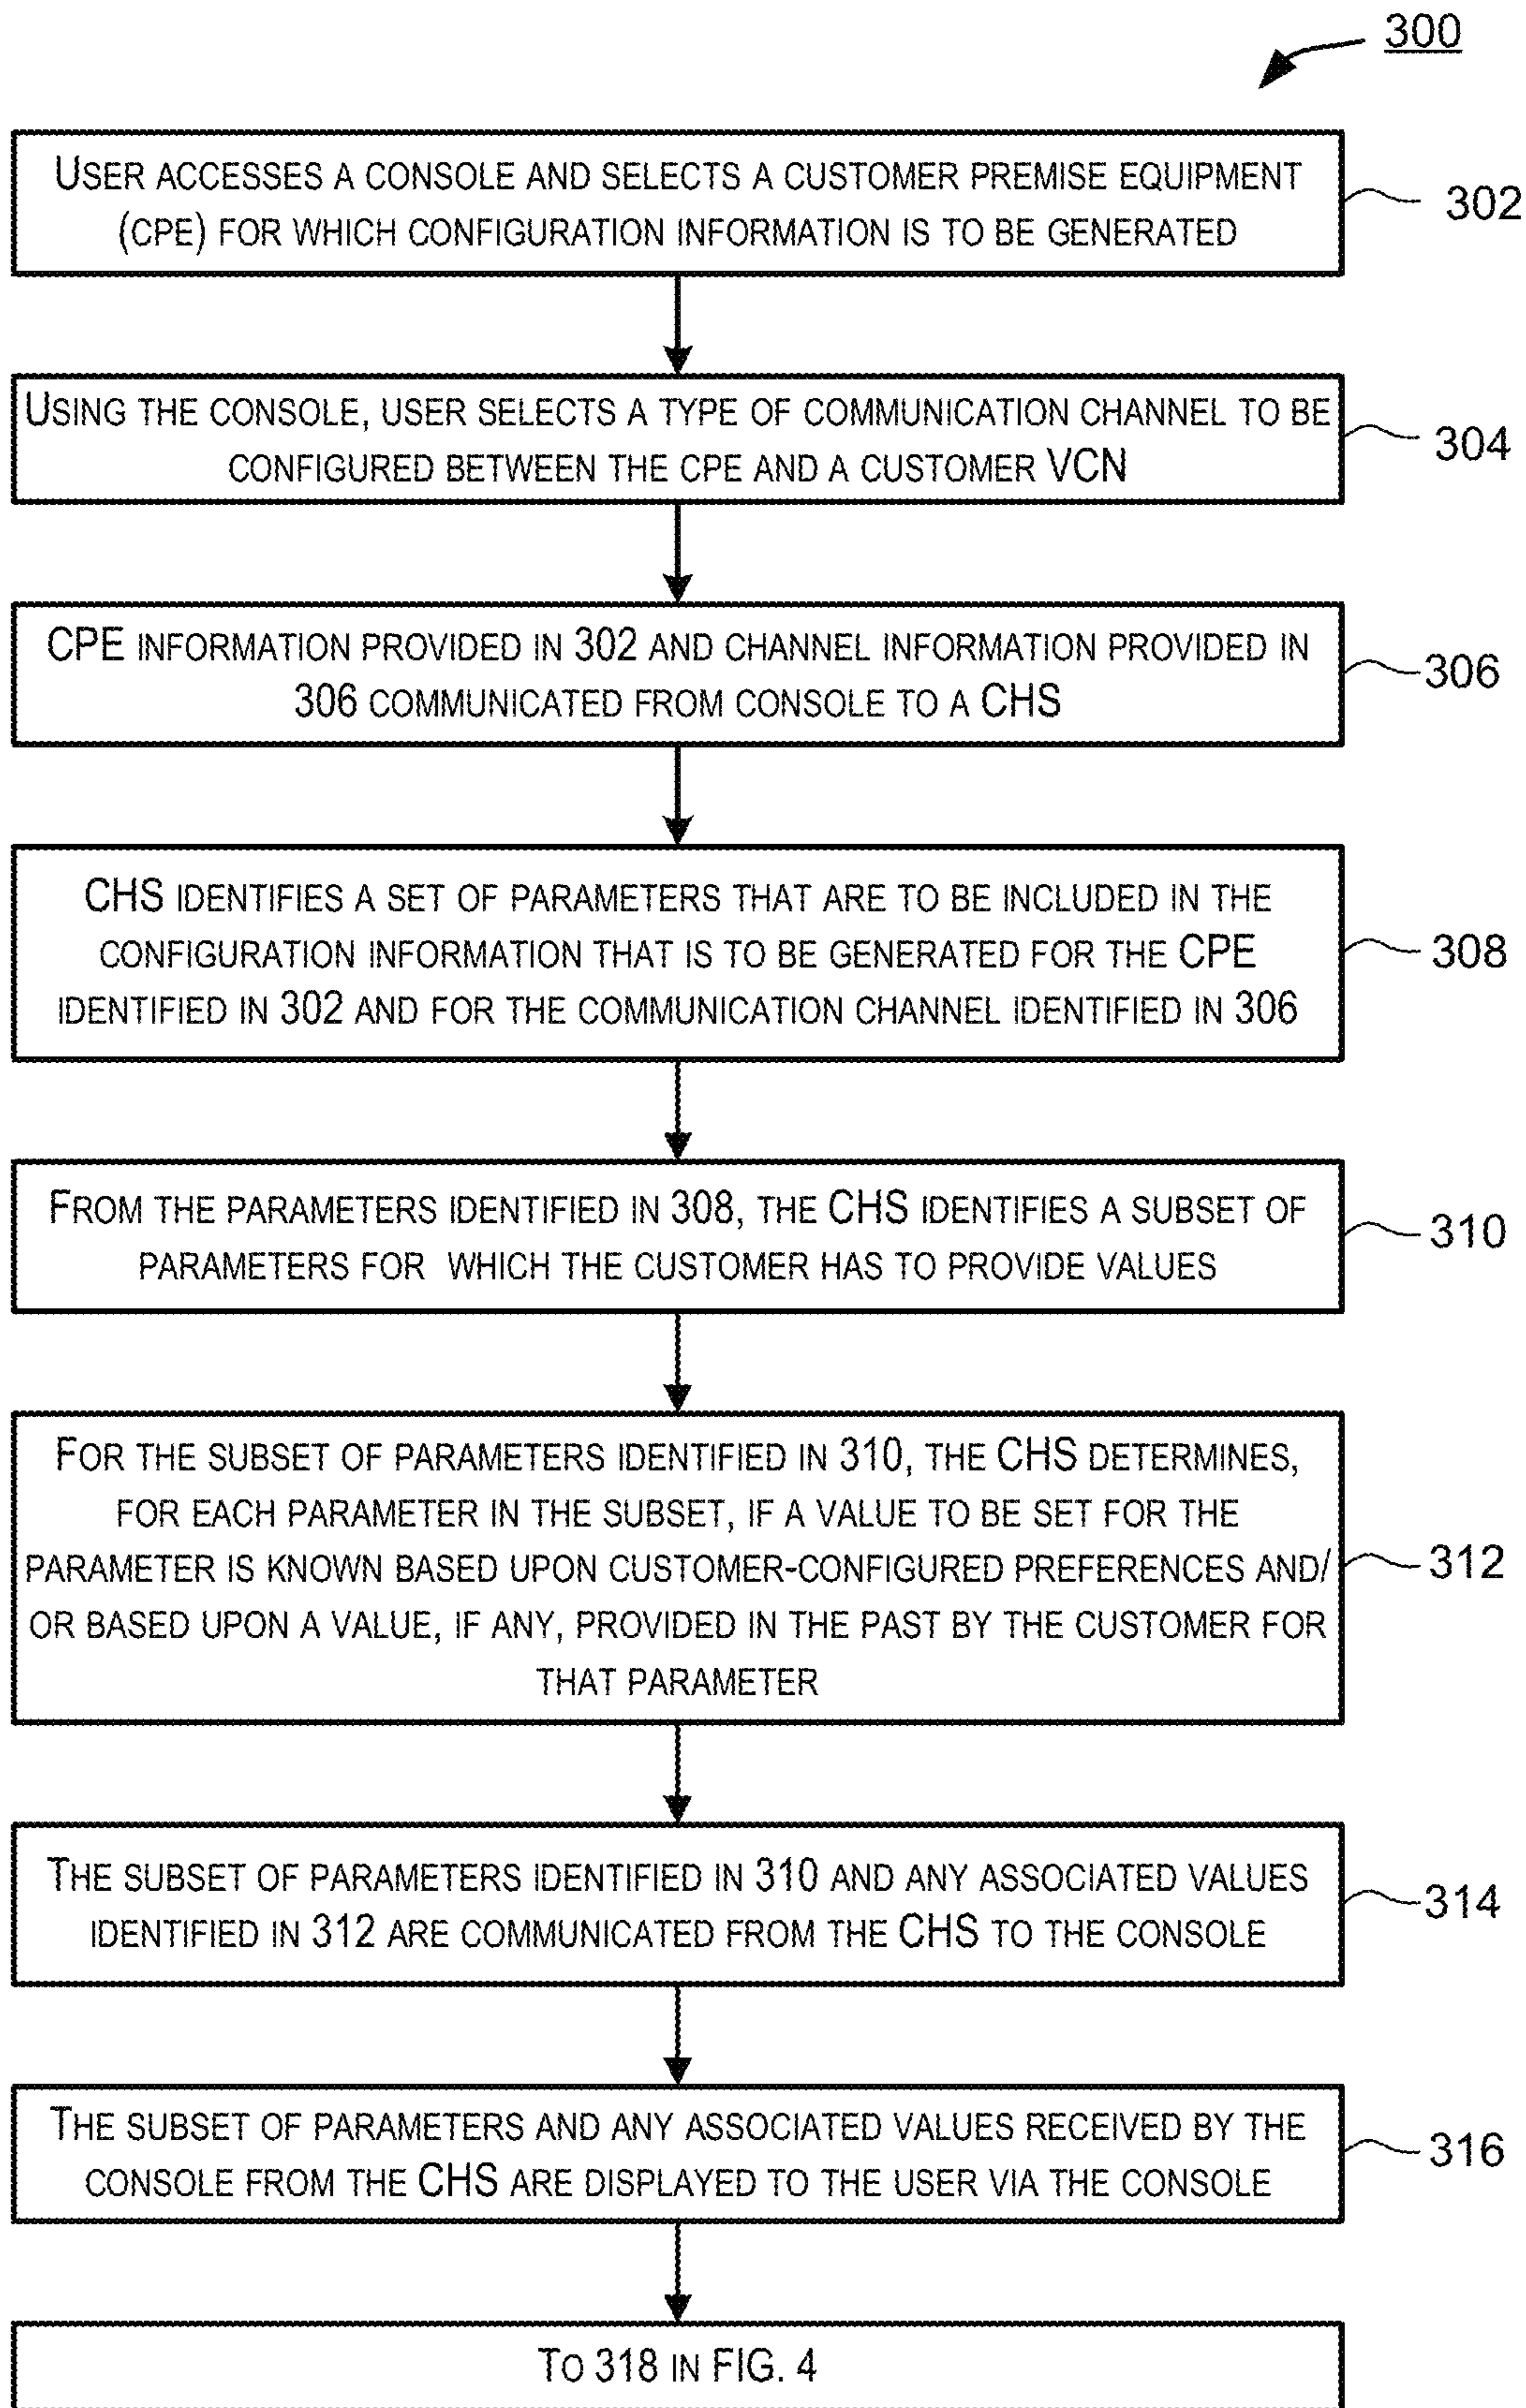 300
USER ACCESSES A CONSOLE AND SELECTS A CUSTOMER PREMISE EQUIPMENT
(CPE) FOR WHICH CONFIGURATION INFORMATION IS TO BE GENERATED
302
USING THE CONSOLE, USER SELECTS A TYPE OF COMMUNICATION CHANNEL TO BE
CONFIGURED BETWEEN THE CPE AND A CUSTOMER VCN
304
CPE INFORMATION PROVIDED IN 302 AND CHANNEL INFORMATION PROVIDED IN
306 COMMUNICATED FROM CONSOLE TO A CHS
306
CHS IDENTIFIES A SET OF PARAMETERS THAT ARE TO BE INCLUDED IN THE
CONFIGURATION INFORMATION THAT IS TO BE GENERATED FOR THE CPE
IDENTIFIED IN 302 AND FOR THE COMMUNICATION CHANNEL IDENTIFIED IN 306
308
FROM THE PARAMETERS IDENTIFIED IN 308, THE CHS IDENTIFIES A SUBSET OF
PARAMETERS FOR WHICH THE CUSTOMER HAS TO PROVIDE VALUES
310
FOR THE SUBSET OF PARAMETERS IDENTIFIED IN 310, THE CHS DETERMINES,
FOR EACH PARAMETER IN THE SUBSET, IF A VALUE TO BE SET FOR THE
PARAMETER IS KNOWN BASED UPON CUSTOMER-CONFIGURED PREFERENCES AND/
OR BASED UPON A VALUE, IF ANY, PROVIDED IN THE PAST BY THE CUSTOMER FOR
THAT PARAMETER
312
THE SUBSET OF PARAMETERS IDENTIFIED IN 310 AND ANY ASSOCIATED VALUES
IDENTIFIED IN 312 ARE COMMUNICATED FROM THE CHS TO THE CONSOLE
314
THE SUBSET OF PARAMETERS AND ANY ASSOCIATED VALUES RECEIVED BY THE
CONSOLE FROM THE CHS ARE DISPLAYED TO THE USER VIA THE CONSOLE
316
TO 318 IN FIG. 4